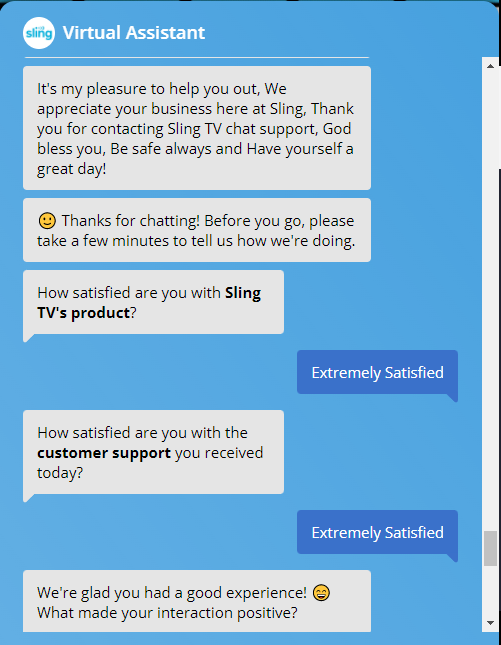 sling Virtual Assistant
It's my pleasure to help you out, We
appreciate your business here at Sling, Thank
you for contacting Sling TV chat support, God
bless you, Be safe always and Have yourself a
great day!
🙂 Thanks for chatting! Before you go, please
take a few minutes to tell us how we're doing.
How satisfied are you with Sling
TV's product?
Extremely Satisfied
How satisfied are you with the
customer support you received
today?
Extremely Satisfied
We're glad you had a good experience! 😄
What made your interaction positive?